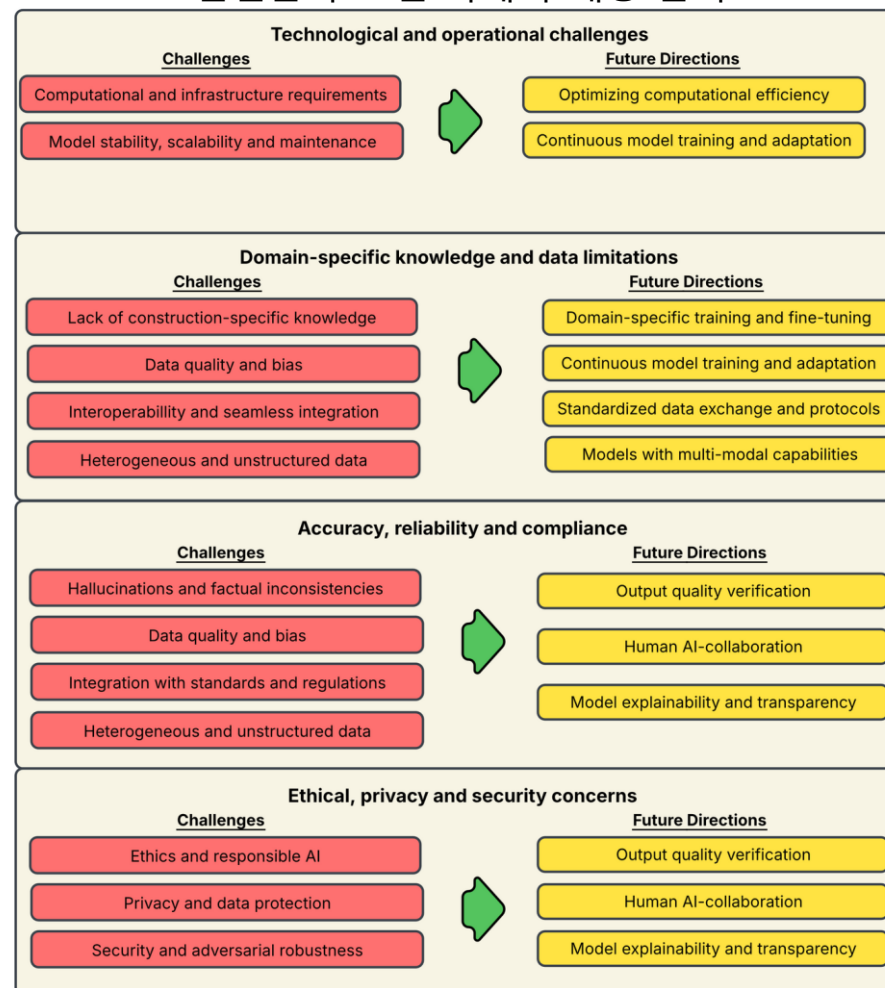 Technological and operational challenges
Challenges
Future Directions
Computational and infrastructure requirements
Optimizing computational efficiency
Model stability, scalability and maintenance
Continuous model training and adaptation
Domain-specific knowledge and data limitations
Challenges
Future Directions
Lack of construction-specific knowledge
Domain-specific training and fine-tuning
Data quality and bias
Continuous model training and adaptation
Interoperabillity and seamless integration
Standardized data exchange and protocols
Heterogeneous and unstructured data
Models with multi-modal capabilities
Accuracy, reliability and compliance
Challenges
Future Directions
Hallucinations and factual inconsistencies
Output quality verification
Data quality and bias
Human AI-collaboration
Integration with standards and regulations
Model explainability and transparency
Heterogeneous and unstructured data
Ethical, privacy and security concerns
Challenges
Future Directions
Ethics and responsible AI
Output quality verification
Privacy and data protection
Human AI-collaboration
Security and adversarial robustness
Model explainability and transparency